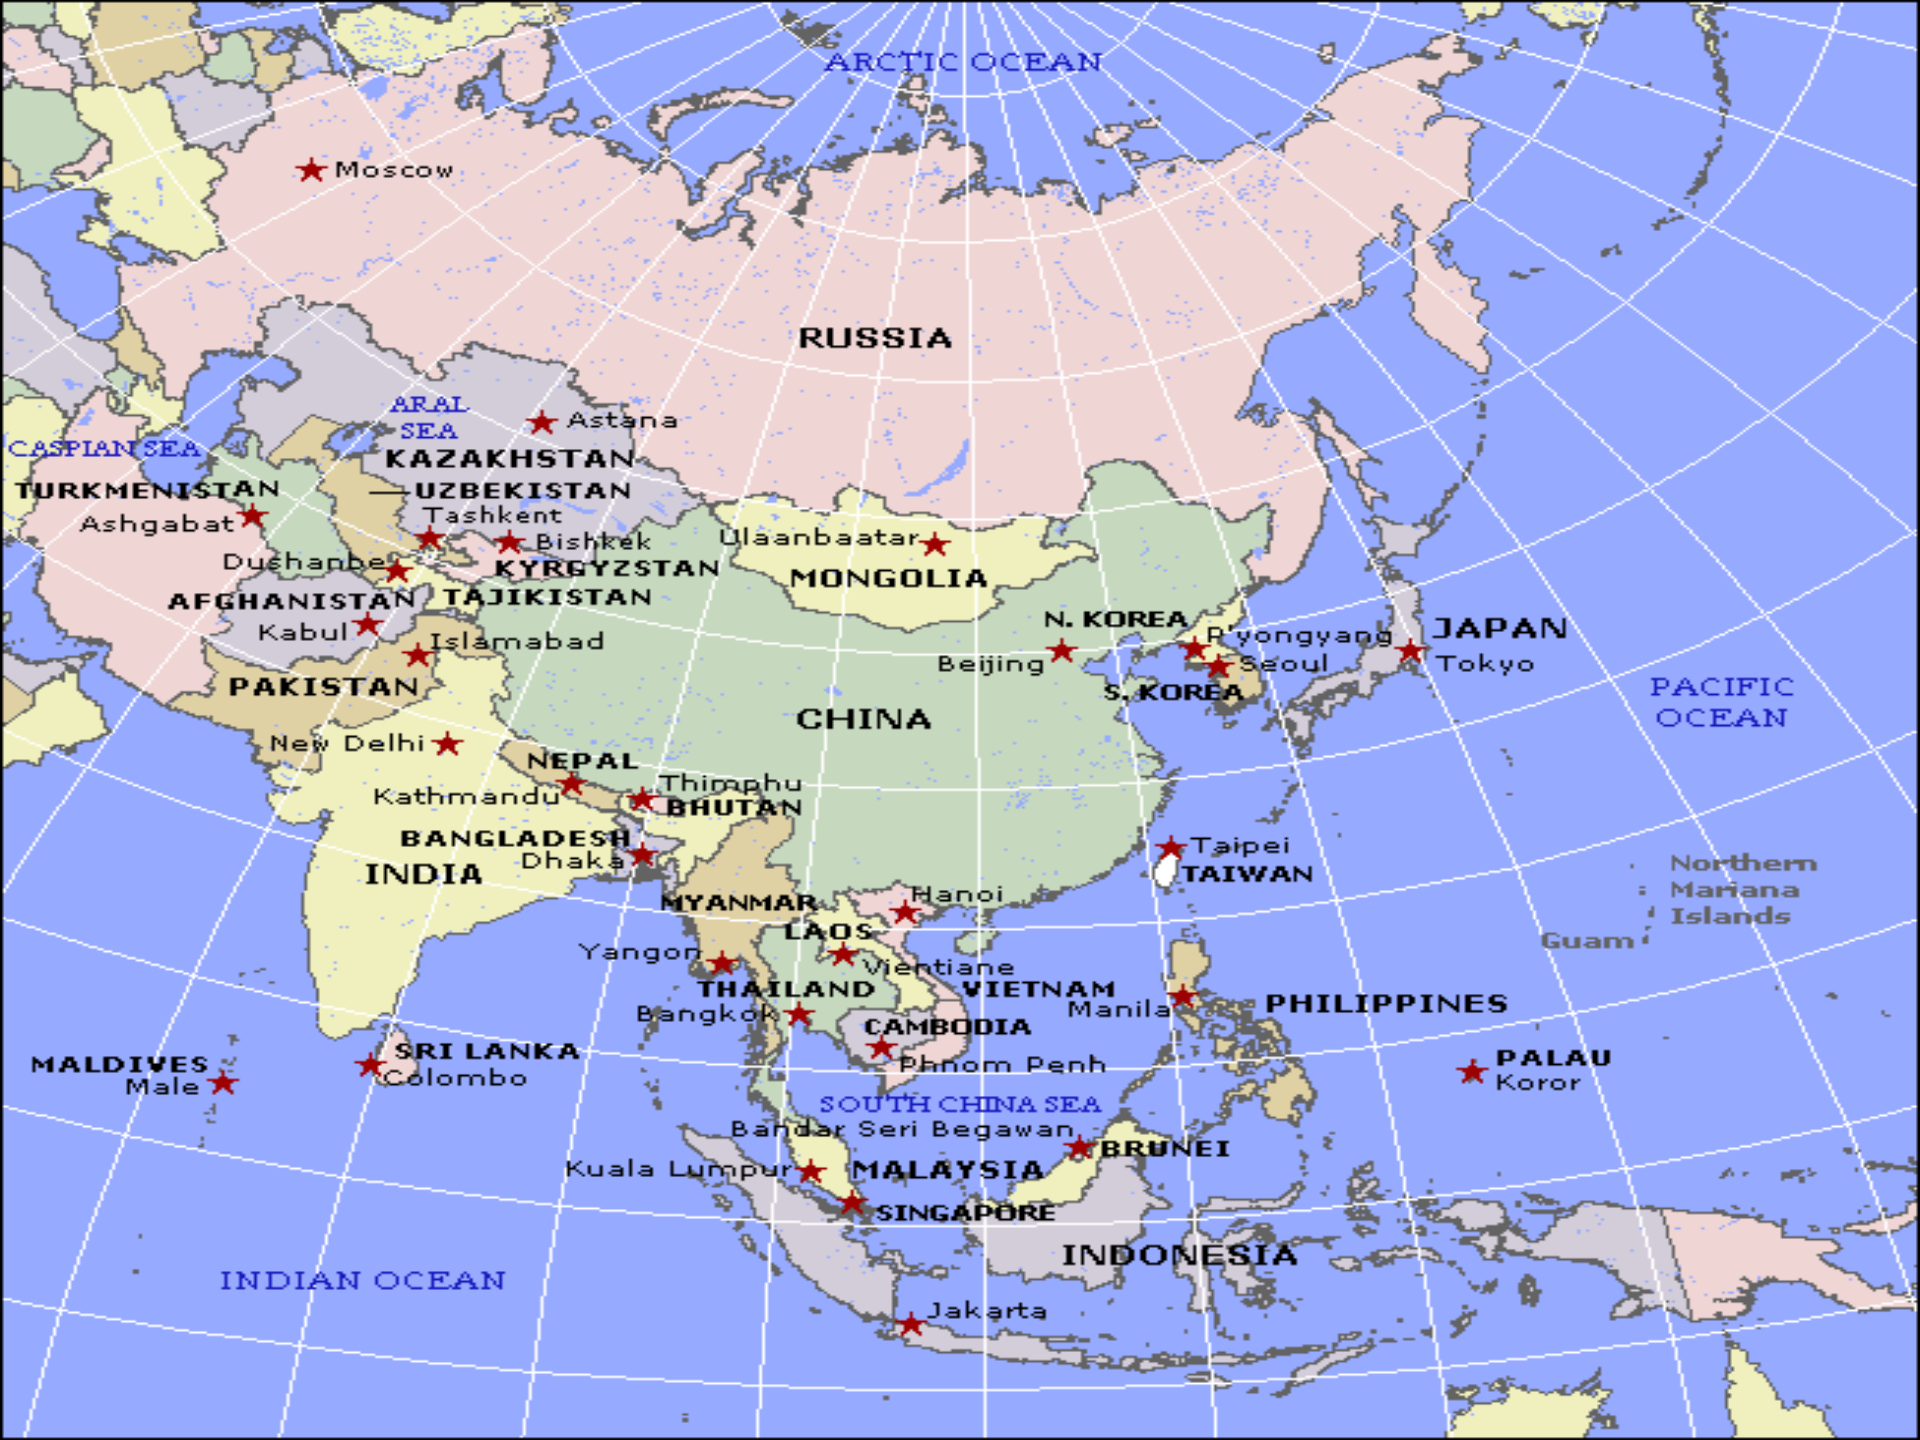 ARCTIC OCEAN
Moscow
RUSSIA
ARAL
SEA
Astana
CASPIAN SEA
KAZAKHSTAN
TURKMENISTAN
UZBEKISTAN
Ashgabat
Tashkent
Bishkek
Ulaanbaatar
Dushanbe
KYRGYZSTAN
MONGOLIA
AFGHANISTAN
TAJIKISTAN
Kabul
Islamabad
N. KOREA
P'yongyang
JAPAN
Beijing
Seoul
Tokyo
PAKISTAN
S. KOREA
PACIFIC
OCEAN
CHINA
New Delhi
NEPAL
Kathmandu
Thimphu
BHUTAN
BANGLADESH
Dhaka
INDIA
Taipei
TAIWAN
Northern
Mariana
Islands
Guam
MYANMAR
Hanoi
LAOS
Yangon
Vientiane
THAILAND
VIETNAM
Bangkok
Manila
PHILIPPINES
CAMBODIA
Phnom Penh
MALDIVES
Male
SRI LANKA
Colombo
PALAU
Koror
SOUTH CHINA SEA
Bandar Seri Begawan
BRUNEI
Kuala Lumpur
MALAYSIA
SINGAPORE
INDONESIA
INDIAN OCEAN
Jakarta